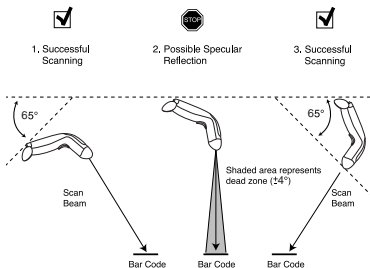 STOP
1. Successful
Scanning
2. Possible Specular
Reflection
3. Successful
Scanning
65°
65°
Shaded area represents
dead zone (±4°)
Scan
Beam
Scan
Beam
Bar Code
Bar Code
Bar Code